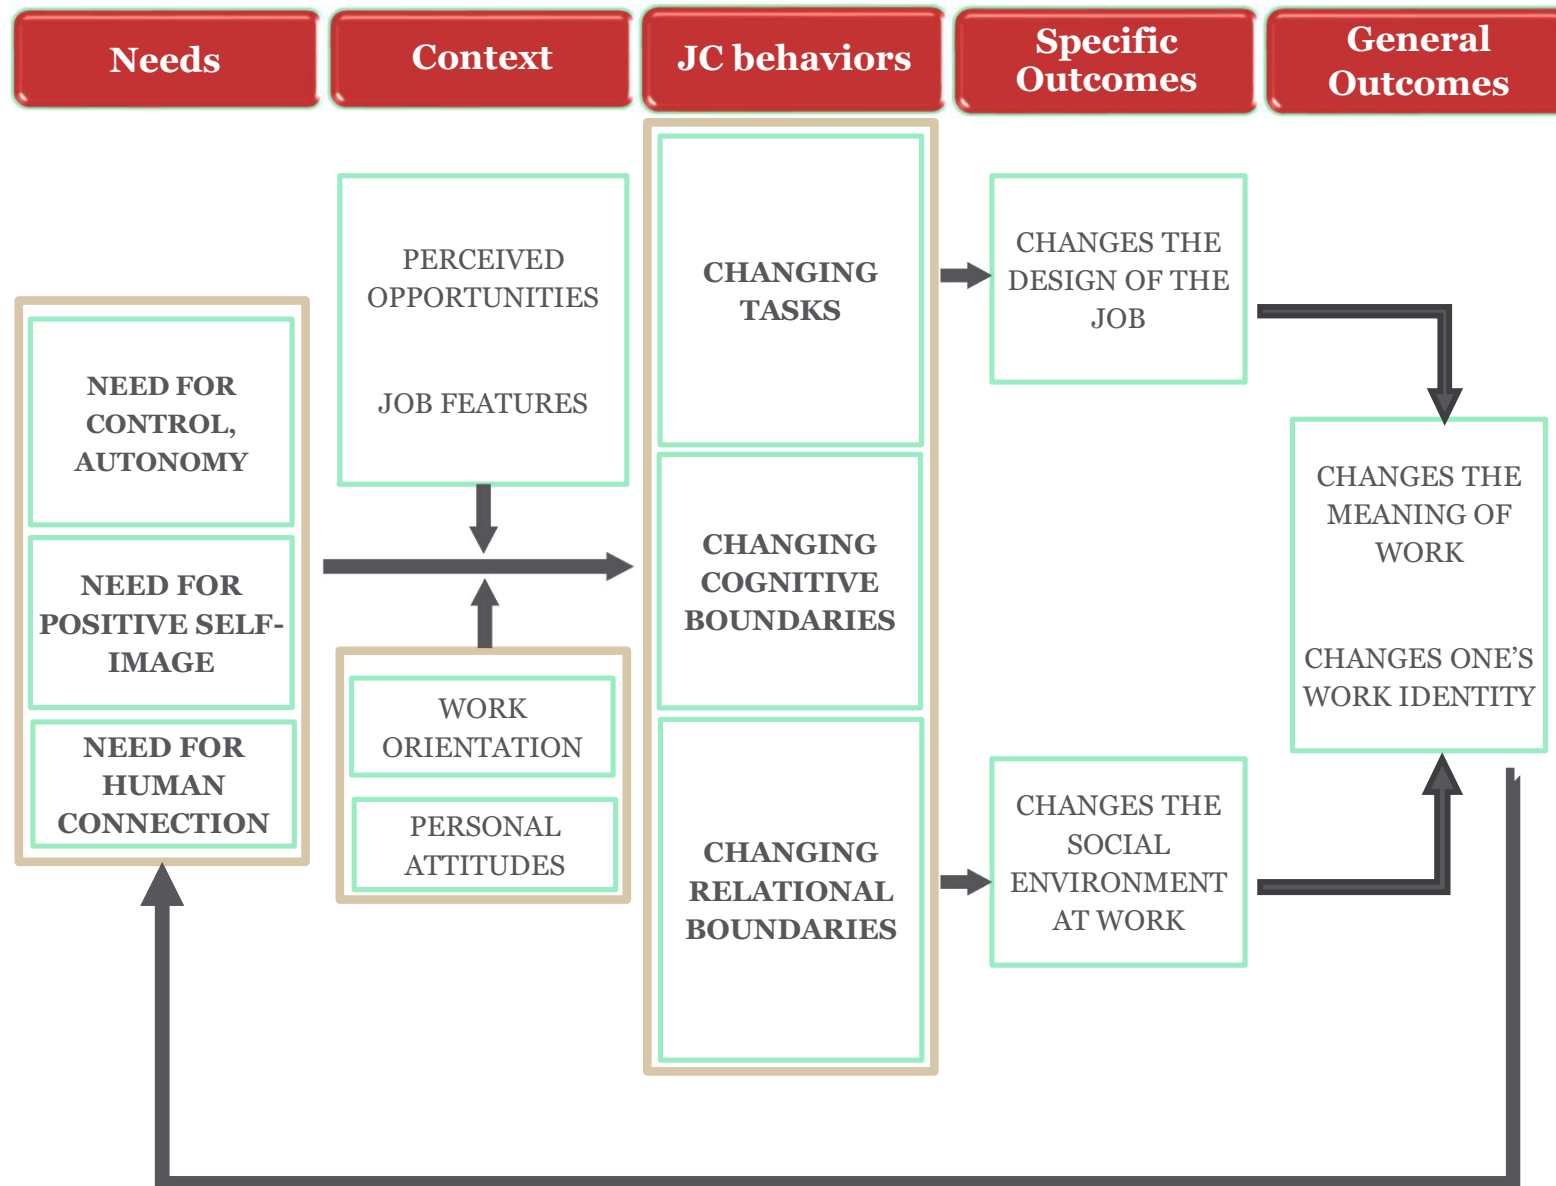 Needs
Context
JC behaviors
Specific
Outcomes
General
Outcomes
NEED FOR
CONTROL,
AUTONOMY
NEED FOR
POSITIVE SELF-
IMAGE
NEED FOR
HUMAN
CONNECTION
PERCEIVED
OPPORTUNITIES
JOB FEATURES
WORK
ORIENTATION
PERSONAL
ATTITUDES
CHANGING
TASKS
CHANGING
COGNITIVE
BOUNDARIES
CHANGING
RELATIONAL
BOUNDARIES
CHANGES THE
DESIGN OF THE
JOB
CHANGES THE
SOCIAL
ENVIRONMENT
AT WORK
CHANGES THE
MEANING OF
WORK
CHANGES ONE’S
WORK IDENTITY